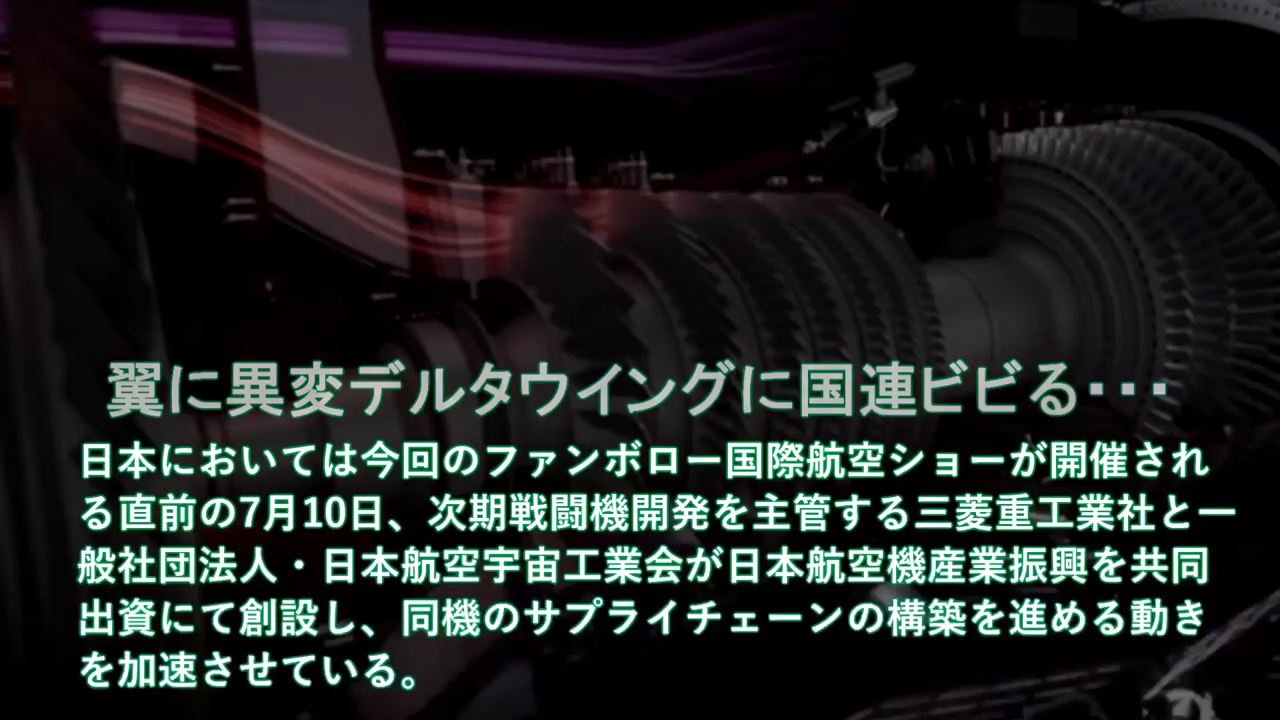 翼に異変デルタウイングに国連ビビる･･･
日本においては今回のファンボロー国際航空ショーが開催され
る直前の7月10日、次期戦闘機開発を主管する三菱重工業社と一
般社団法人・日本航空宇宙工業会が日本航空機産業振興を共同
出資にて創設し、同機のサプライチェーンの構築を進める動き
を加速させている。